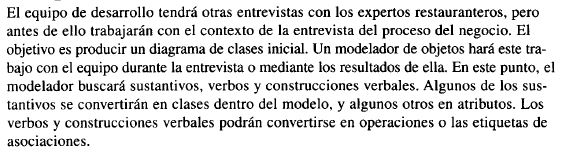 El equipo de desarrollo tendrá otras entrevistas con los expertos restauranteros, pero
antes de ello trabajarán con el contexto de la entrevista del proceso del negocio. El
objetivo es producir un diagrama de clases inicial. Un modelador de objetos hará este tra-
bajo con el equipo durante la entrevista o mediante los resultados de ella. En este punto, el
modelador buscará sustantivos, verbos y construcciones verbales. Algunos de los sus-
tantivos se convertirán en clases dentro del modelo, y algunos otros en atributos. Los
verbos y construcciones verbales podrán convertirse en operaciones o las etiquetas de
asociaciones.